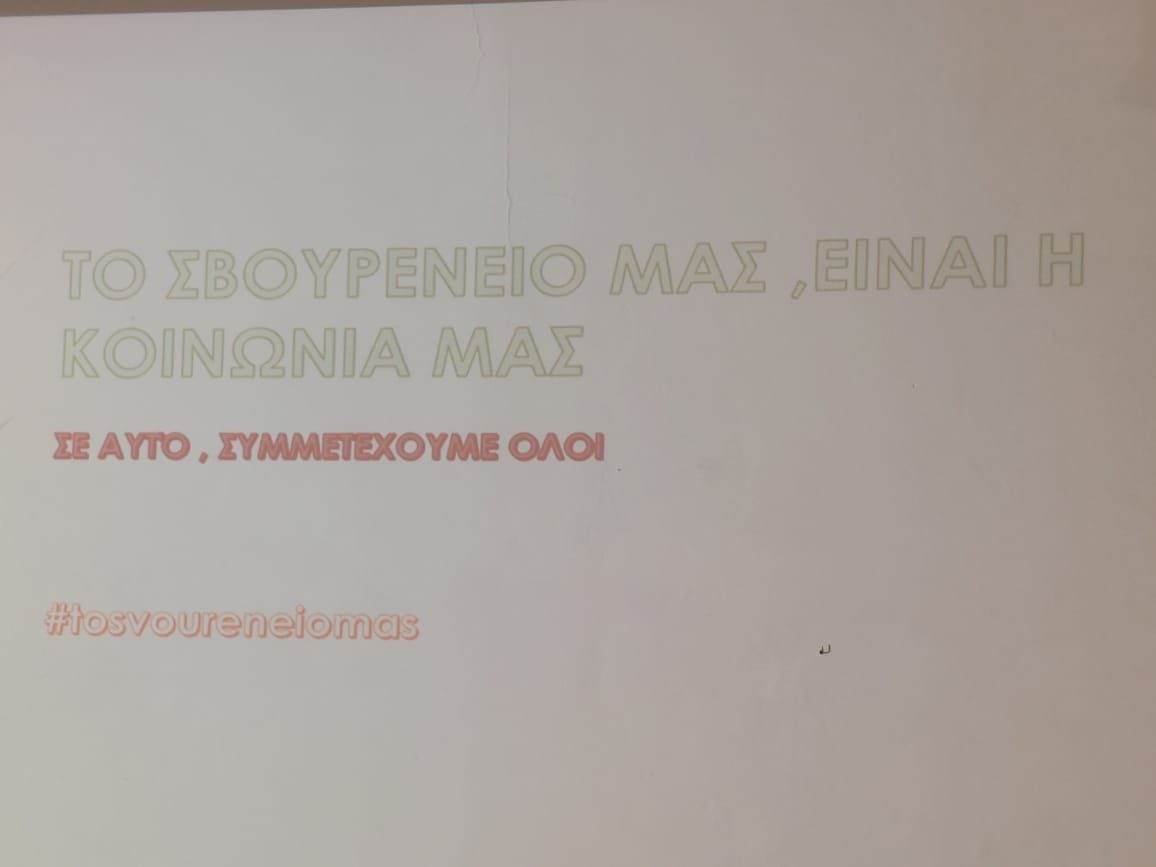 ΤΟ ΣΒΟΥΡΕΝΕΙΟ ΜΑΣ ,ΕΙΝΑΙ Η
ΚΟΙΝΩΝΙΑ ΜΑΣ
ΣΕ ΑΥΤΟ , ΣΥΜΜΕΤΕΧΟΥΜΕ ΟΛΟΙ
#tosvoureneiomas